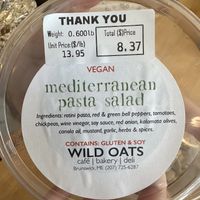 THANK YOU
Weight: 0.600lb
Total ($)Price
Unit Price($/lb)
13.95
8.37
VEGAN
mediterranean
pasta salad
Ingredients: rotini pasta, red & green bell peppers, tomatoes,
chickpeas, wine vinegar, soy sauce, red onion, kalamata olives,
canola oil, mustard, garlic, herbs & spices.
CONTAINS: GLUTEN & SOY
WILD OATS
café | bakery | deli
Brunswick, ME (207) 725-6287